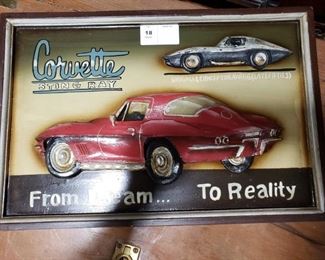 18
Corvette
STING RAY
From Dream... To Reality